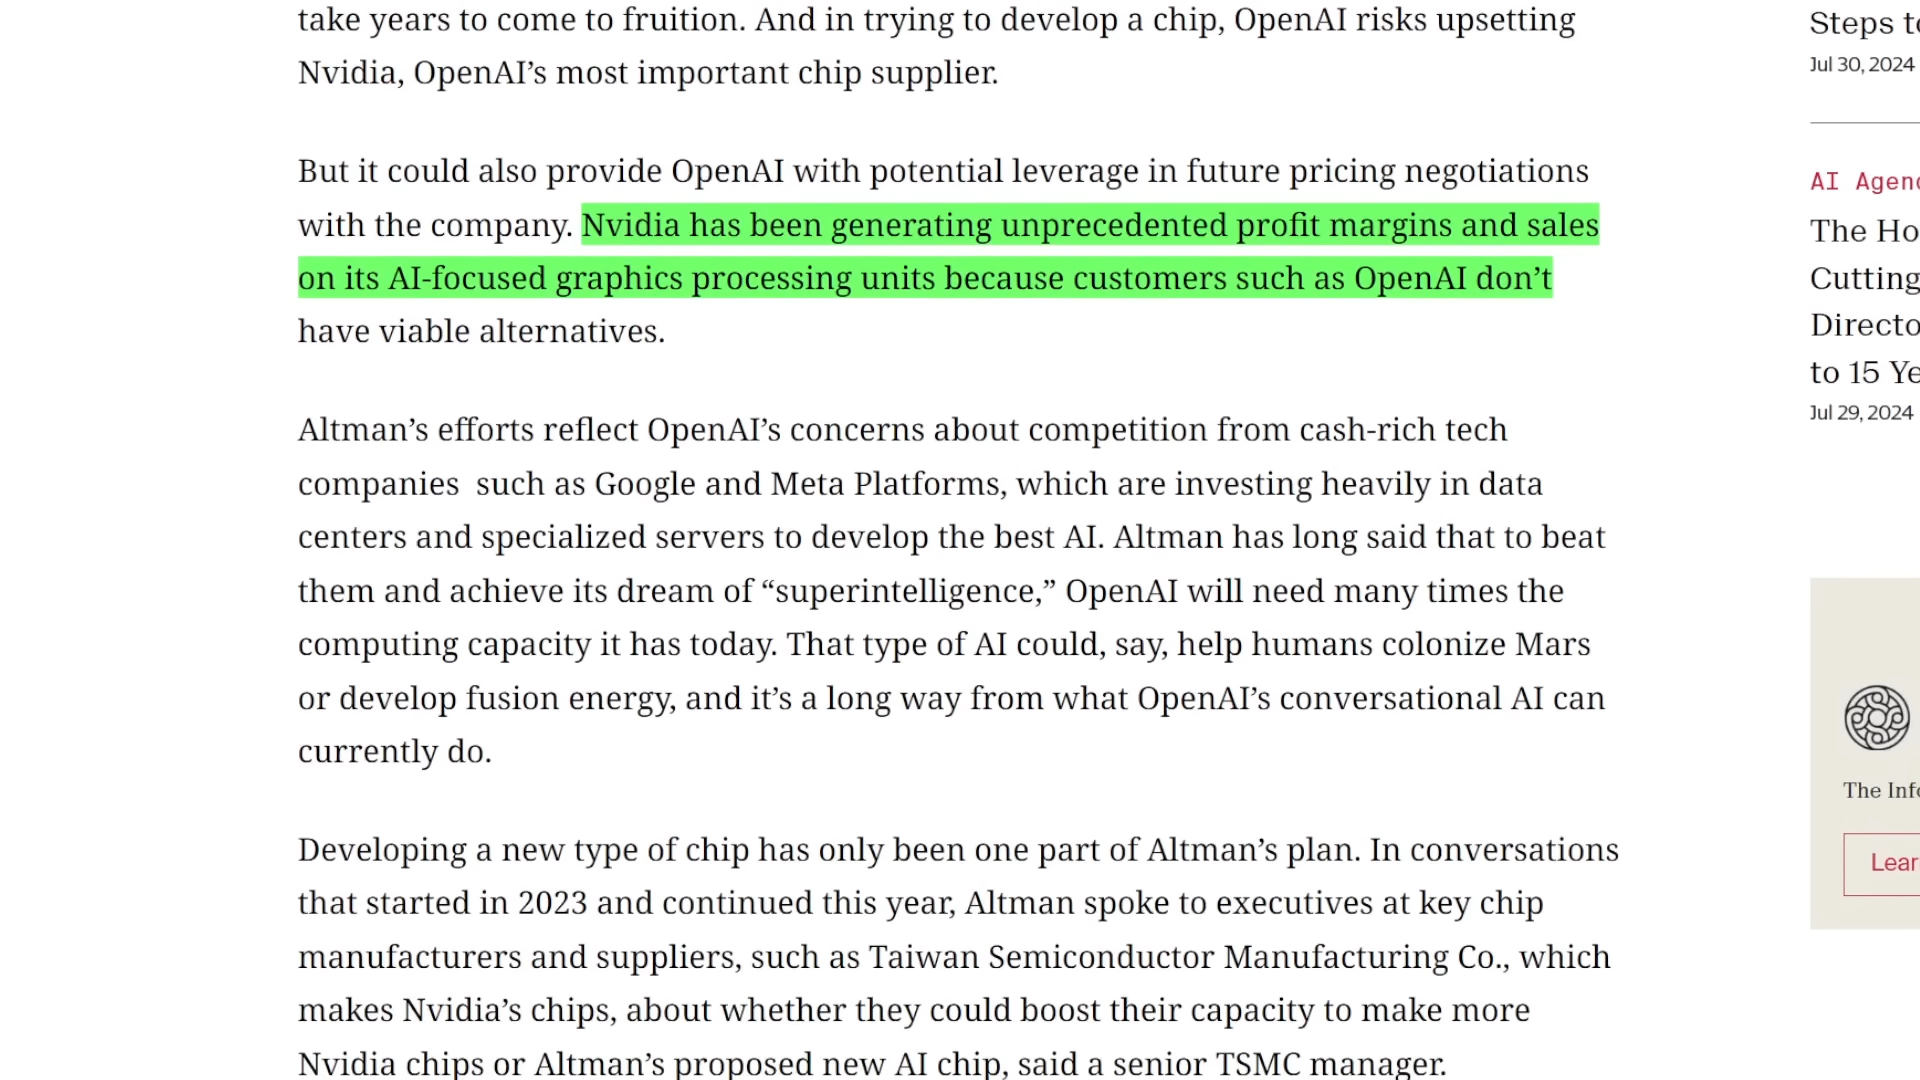 take years to come to fruition. And in trying to develop a chip, OpenAI risks upsetting
Nvidia, OpenAI’s most important chip supplier.
But it could also provide OpenAI with potential leverage in future pricing negotiations
with the company. Nvidia has been generating unprecedented profit margins and sales
on its AI-focused graphics processing units because customers such as OpenAI don’t
have viable alternatives.
Altman’s efforts reflect OpenAI’s concerns about competition from cash-rich tech
companies  such as Google and Meta Platforms, which are investing heavily in data
centers and specialized servers to develop the best AI. Altman has long said that to beat
them and achieve its dream of “superintelligence,” OpenAI will need many times the
computing capacity it has today. That type of AI could, say, help humans colonize Mars
or develop fusion energy, and it’s a long way from what OpenAI’s conversational AI can
currently do.
Developing a new type of chip has only been one part of Altman’s plan. In conversations
that started in 2023 and continued this year, Altman spoke to executives at key chip
manufacturers and suppliers, such as Taiwan Semiconductor Manufacturing Co., which
makes Nvidia’s chips, about whether they could boost their capacity to make more
Nvidia chips or Altman’s proposed new AI chip, said a senior TSMC manager.
Steps
Jul 30, 2024
AI
The
Cutting
to 15
Jul 29, 2024
The